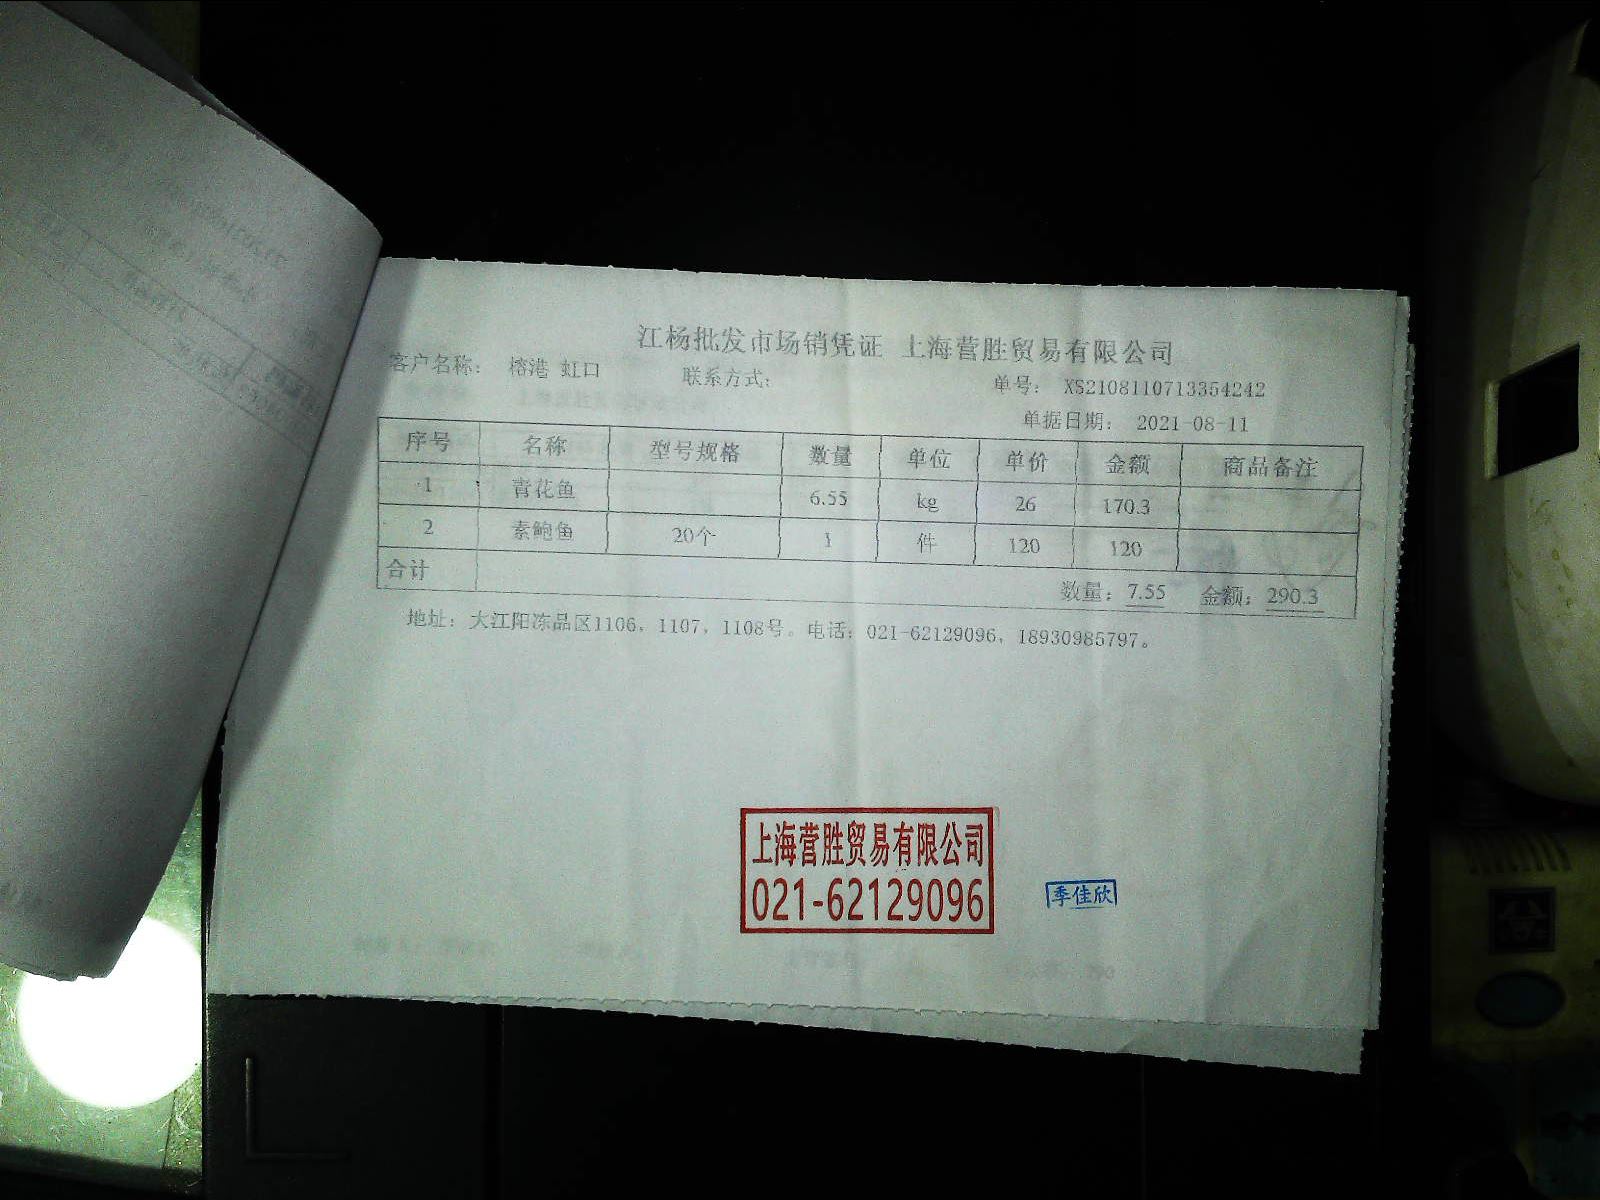 江杨批发市场销凭证 上海营胜贸易有限公司
客户名称： 榕港 虹口 联系方式： 单号： XS2108110713354242
单据日期： 2021-08-11
序号 名称 型号规格 数量 单位 单价 金额 商品备注
1 青花鱼 6.55 kg 26 170.3
2 素鲍鱼 20个 1 件 120 120
合计 数量：7.55 金额：290.3
地址：大江阳冻品区1106，1107，1108号。电话：021-62129096，18930985797。
上海营胜贸易有限公司
021-62129096
季佳欣